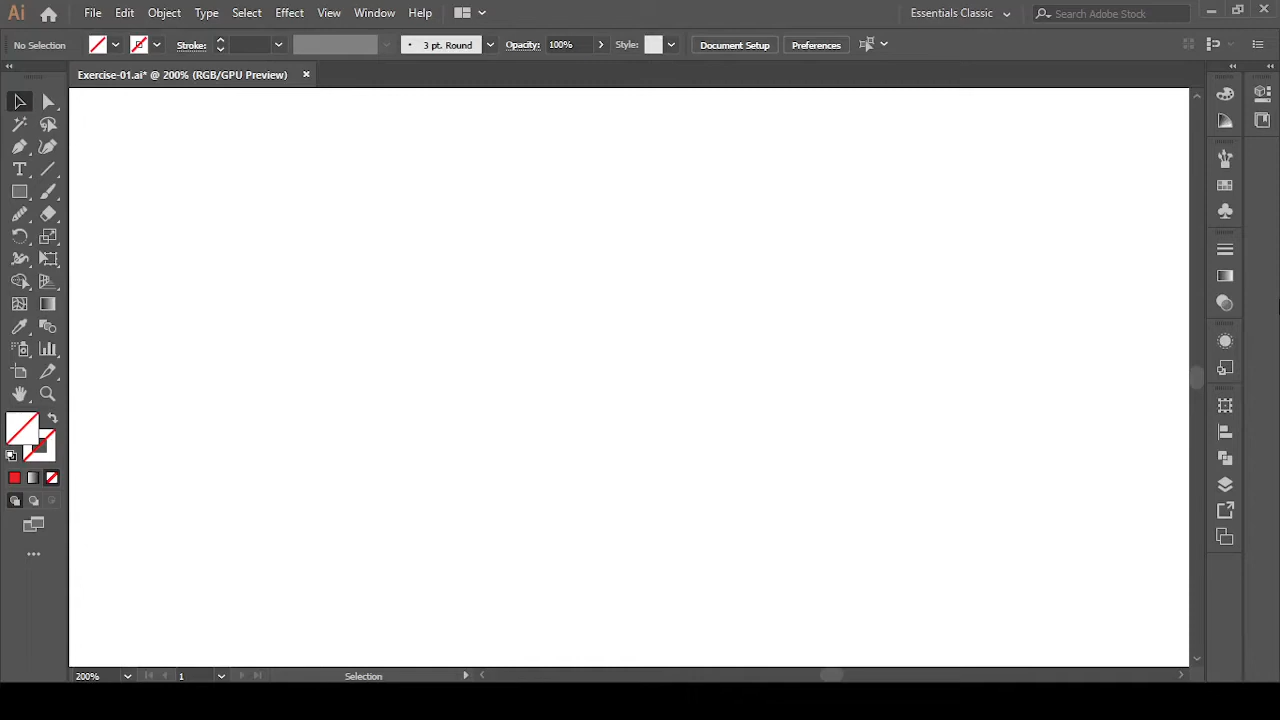 Ai File Edit Object Type Select Effect View Window Help Essentials Classic Search Adobe Stock
No Selection Stroke: 3 pt. Round Opacity: 100% Style: Document Setup Preferences
Exercise-01.ai* @ 200% (RGB/GPU Preview)
200% 1 Selection